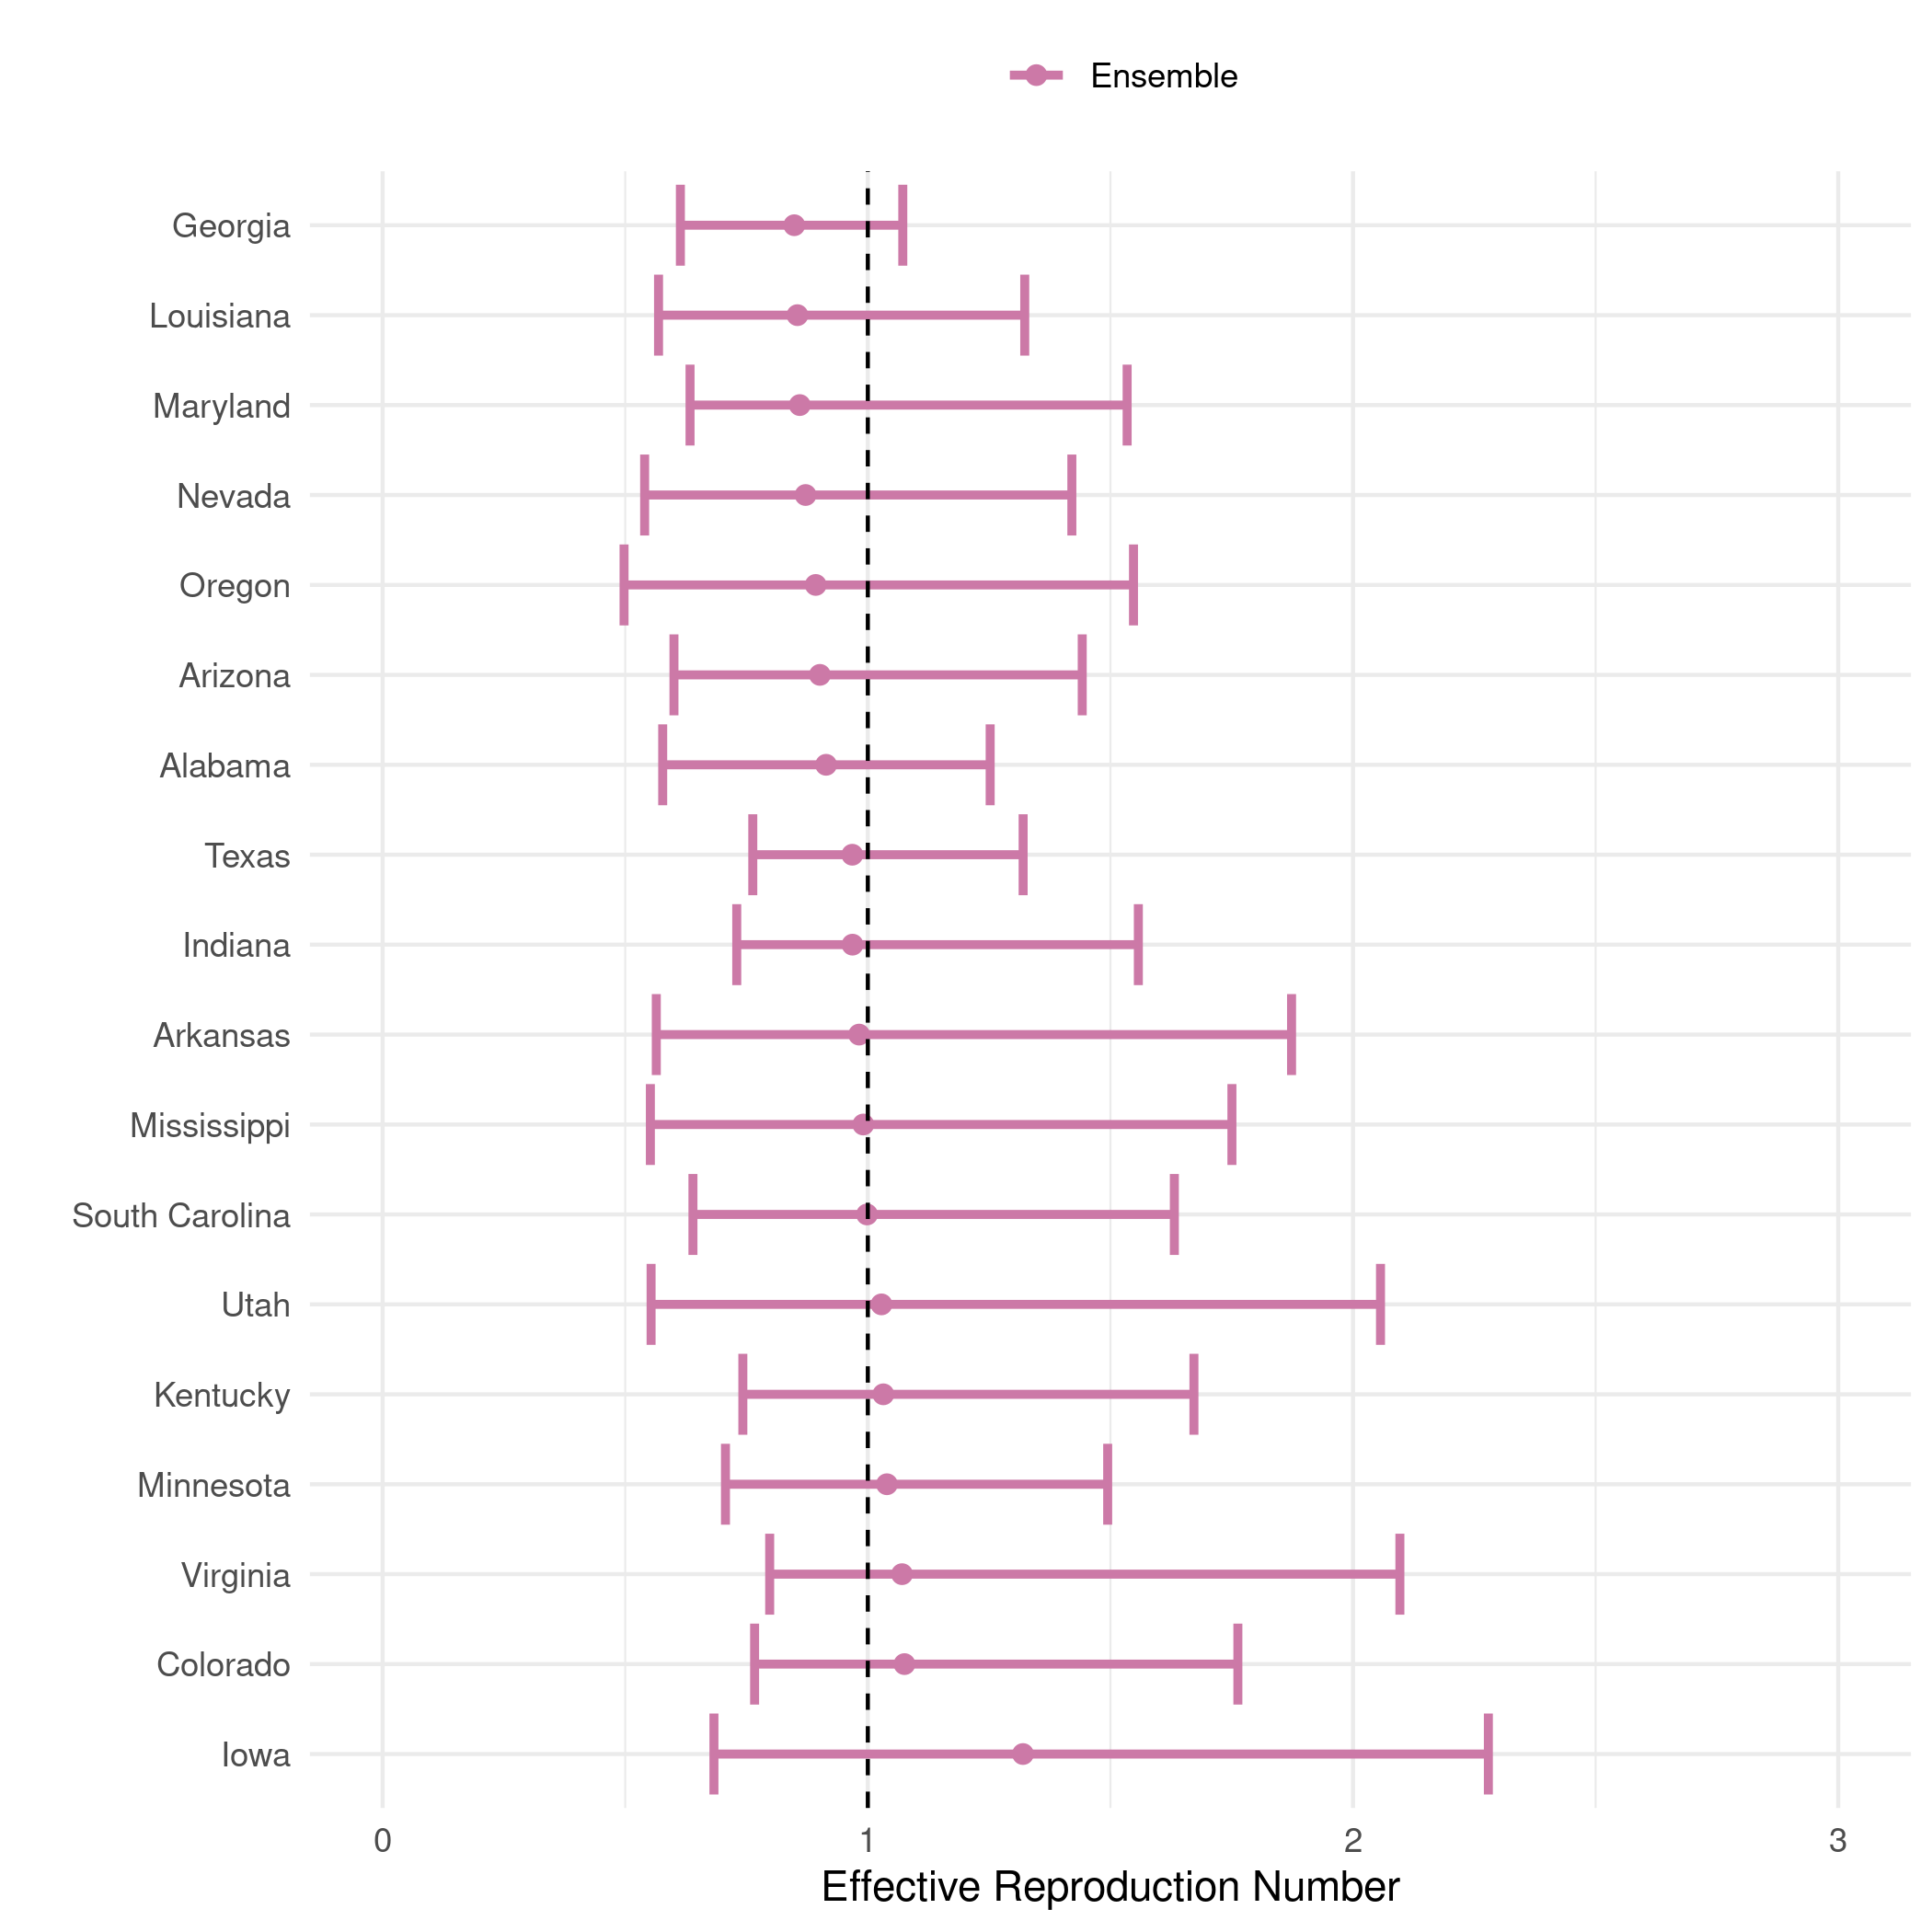 Ensemble
Georgia
Louisiana
Maryland
Nevada
Oregon
Arizona
Alabama
Texas
Indiana
Arkansas
Mississippi
South Carolina
Utah
Kentucky
Minnesota
Virginia
Colorado
Iowa
0 1 2 3
Effective Reproduction Number